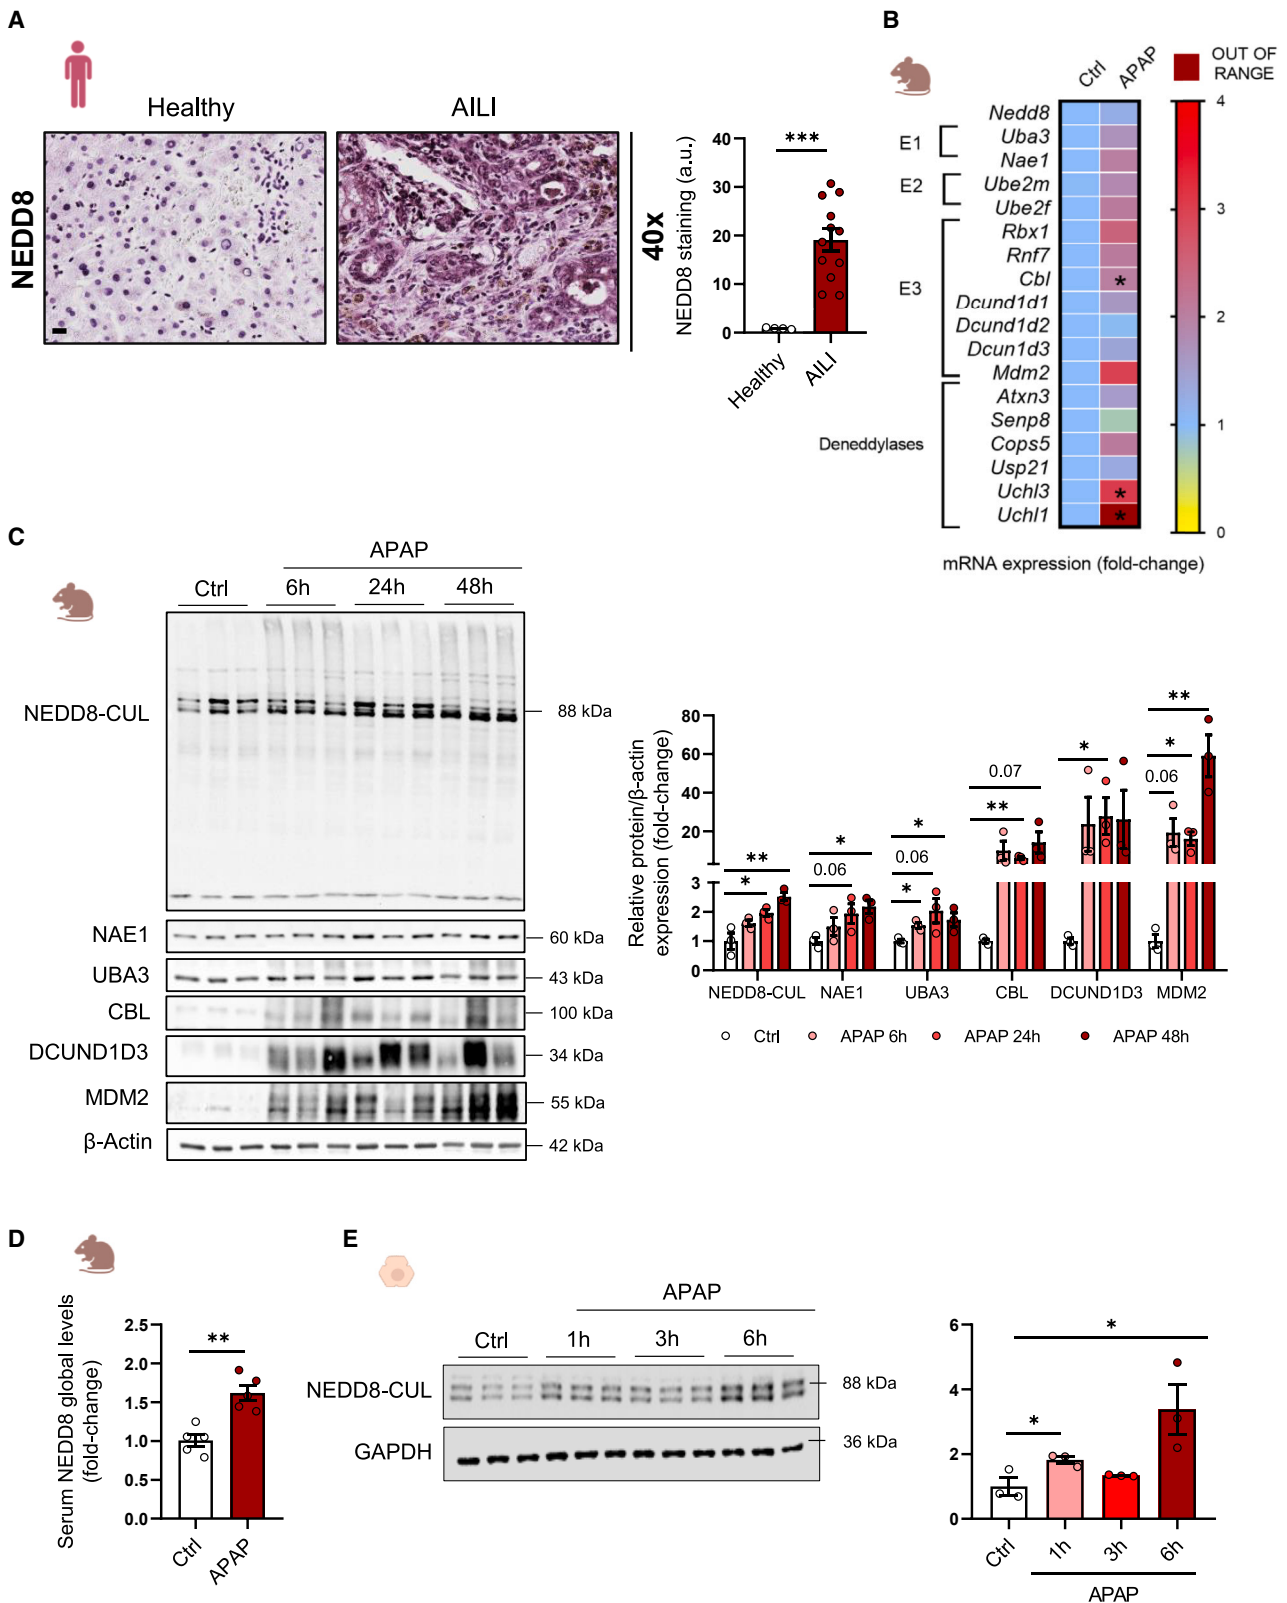 A
Healthy
AILI
NEDD8
40x
NEDD8 staining (a.u.)
40
30
20
10
0
***
Healthy
AILI
B
Ctrl
APAP
OUT OF
RANGE
E1
E2
E3
Deneddylases
Nedd8
Uba3
Nae1
Ube2m
Ube2f
Rbx1
Rnf7
Cbl
*
Dcund1d1
Dcund1d2
Dcun1d3
Mdm2
Atxn3
Senp8
Cops5
Usp21
Uchl3
*
Uchl1
*
4
4
3
2
1
0
mRNA expression (fold-change)
C
APAP
Ctrl
6h
24h
48h
NEDD8-CUL
88 kDa
NAE1
60 kDa
UBA3
43 kDa
CBL
100 kDa
DCUND1D3
34 kDa
MDM2
55 kDa
β-Actin
42 kDa
Relative protein/β-actin
expression (fold-change)
80
60
40
20
3
2
1
0
*
**
0.06
*
*
0.06
*
**
0.07
*
0.06
*
**
NEDD8-CUL
NAE1
UBA3
CBL
DCUND1D3
MDM2
Ctrl
APAP 6h
APAP 24h
APAP 48h
D
Serum NEDD8 global levels
(fold-change)
2.5
2.0
1.5
1.0
0.5
0.0
**
Ctrl
APAP
E
APAP
Ctrl
1h
3h
6h
NEDD8-CUL
88 kDa
GAPDH
36 kDa
6
4
2
0
*
*
Ctrl
1h
3h
6h
APAP